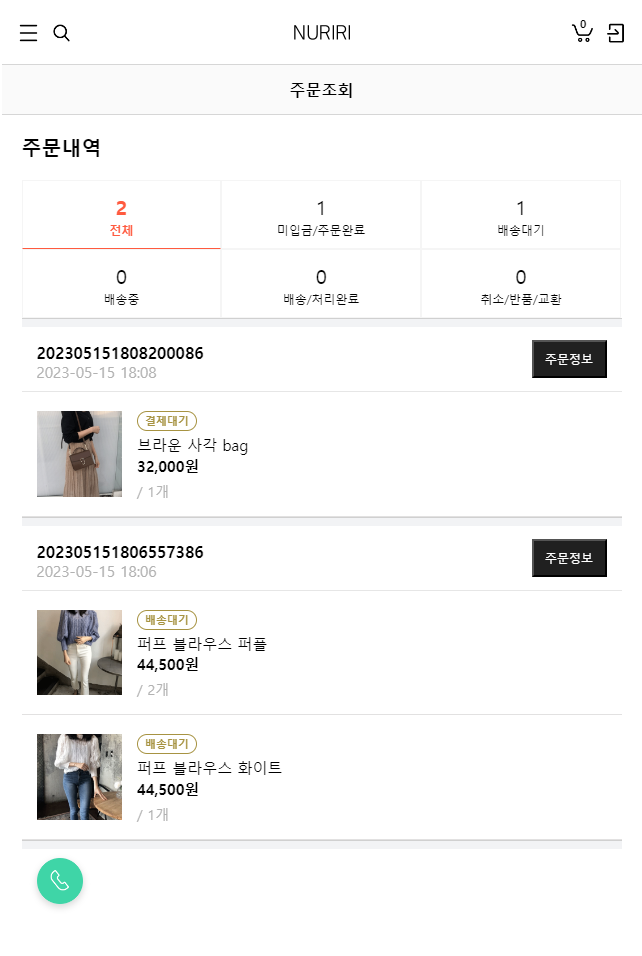 NURIRI
0
주문조회
주문내역
2
전체
1
미입금/주문완료
1
배송대기
0
배송중
0
배송/처리완료
0
취소/반품/교환
202305151808200086
2023-05-15 18:08
주문정보
결제대기
브라운 사각 bag
32,000원
/ 1개
202305151806557386
2023-05-15 18:06
주문정보
배송대기
퍼프 블라우스 퍼플
44,500원
/ 2개
배송대기
퍼프 블라우스 화이트
44,500원
/ 1개